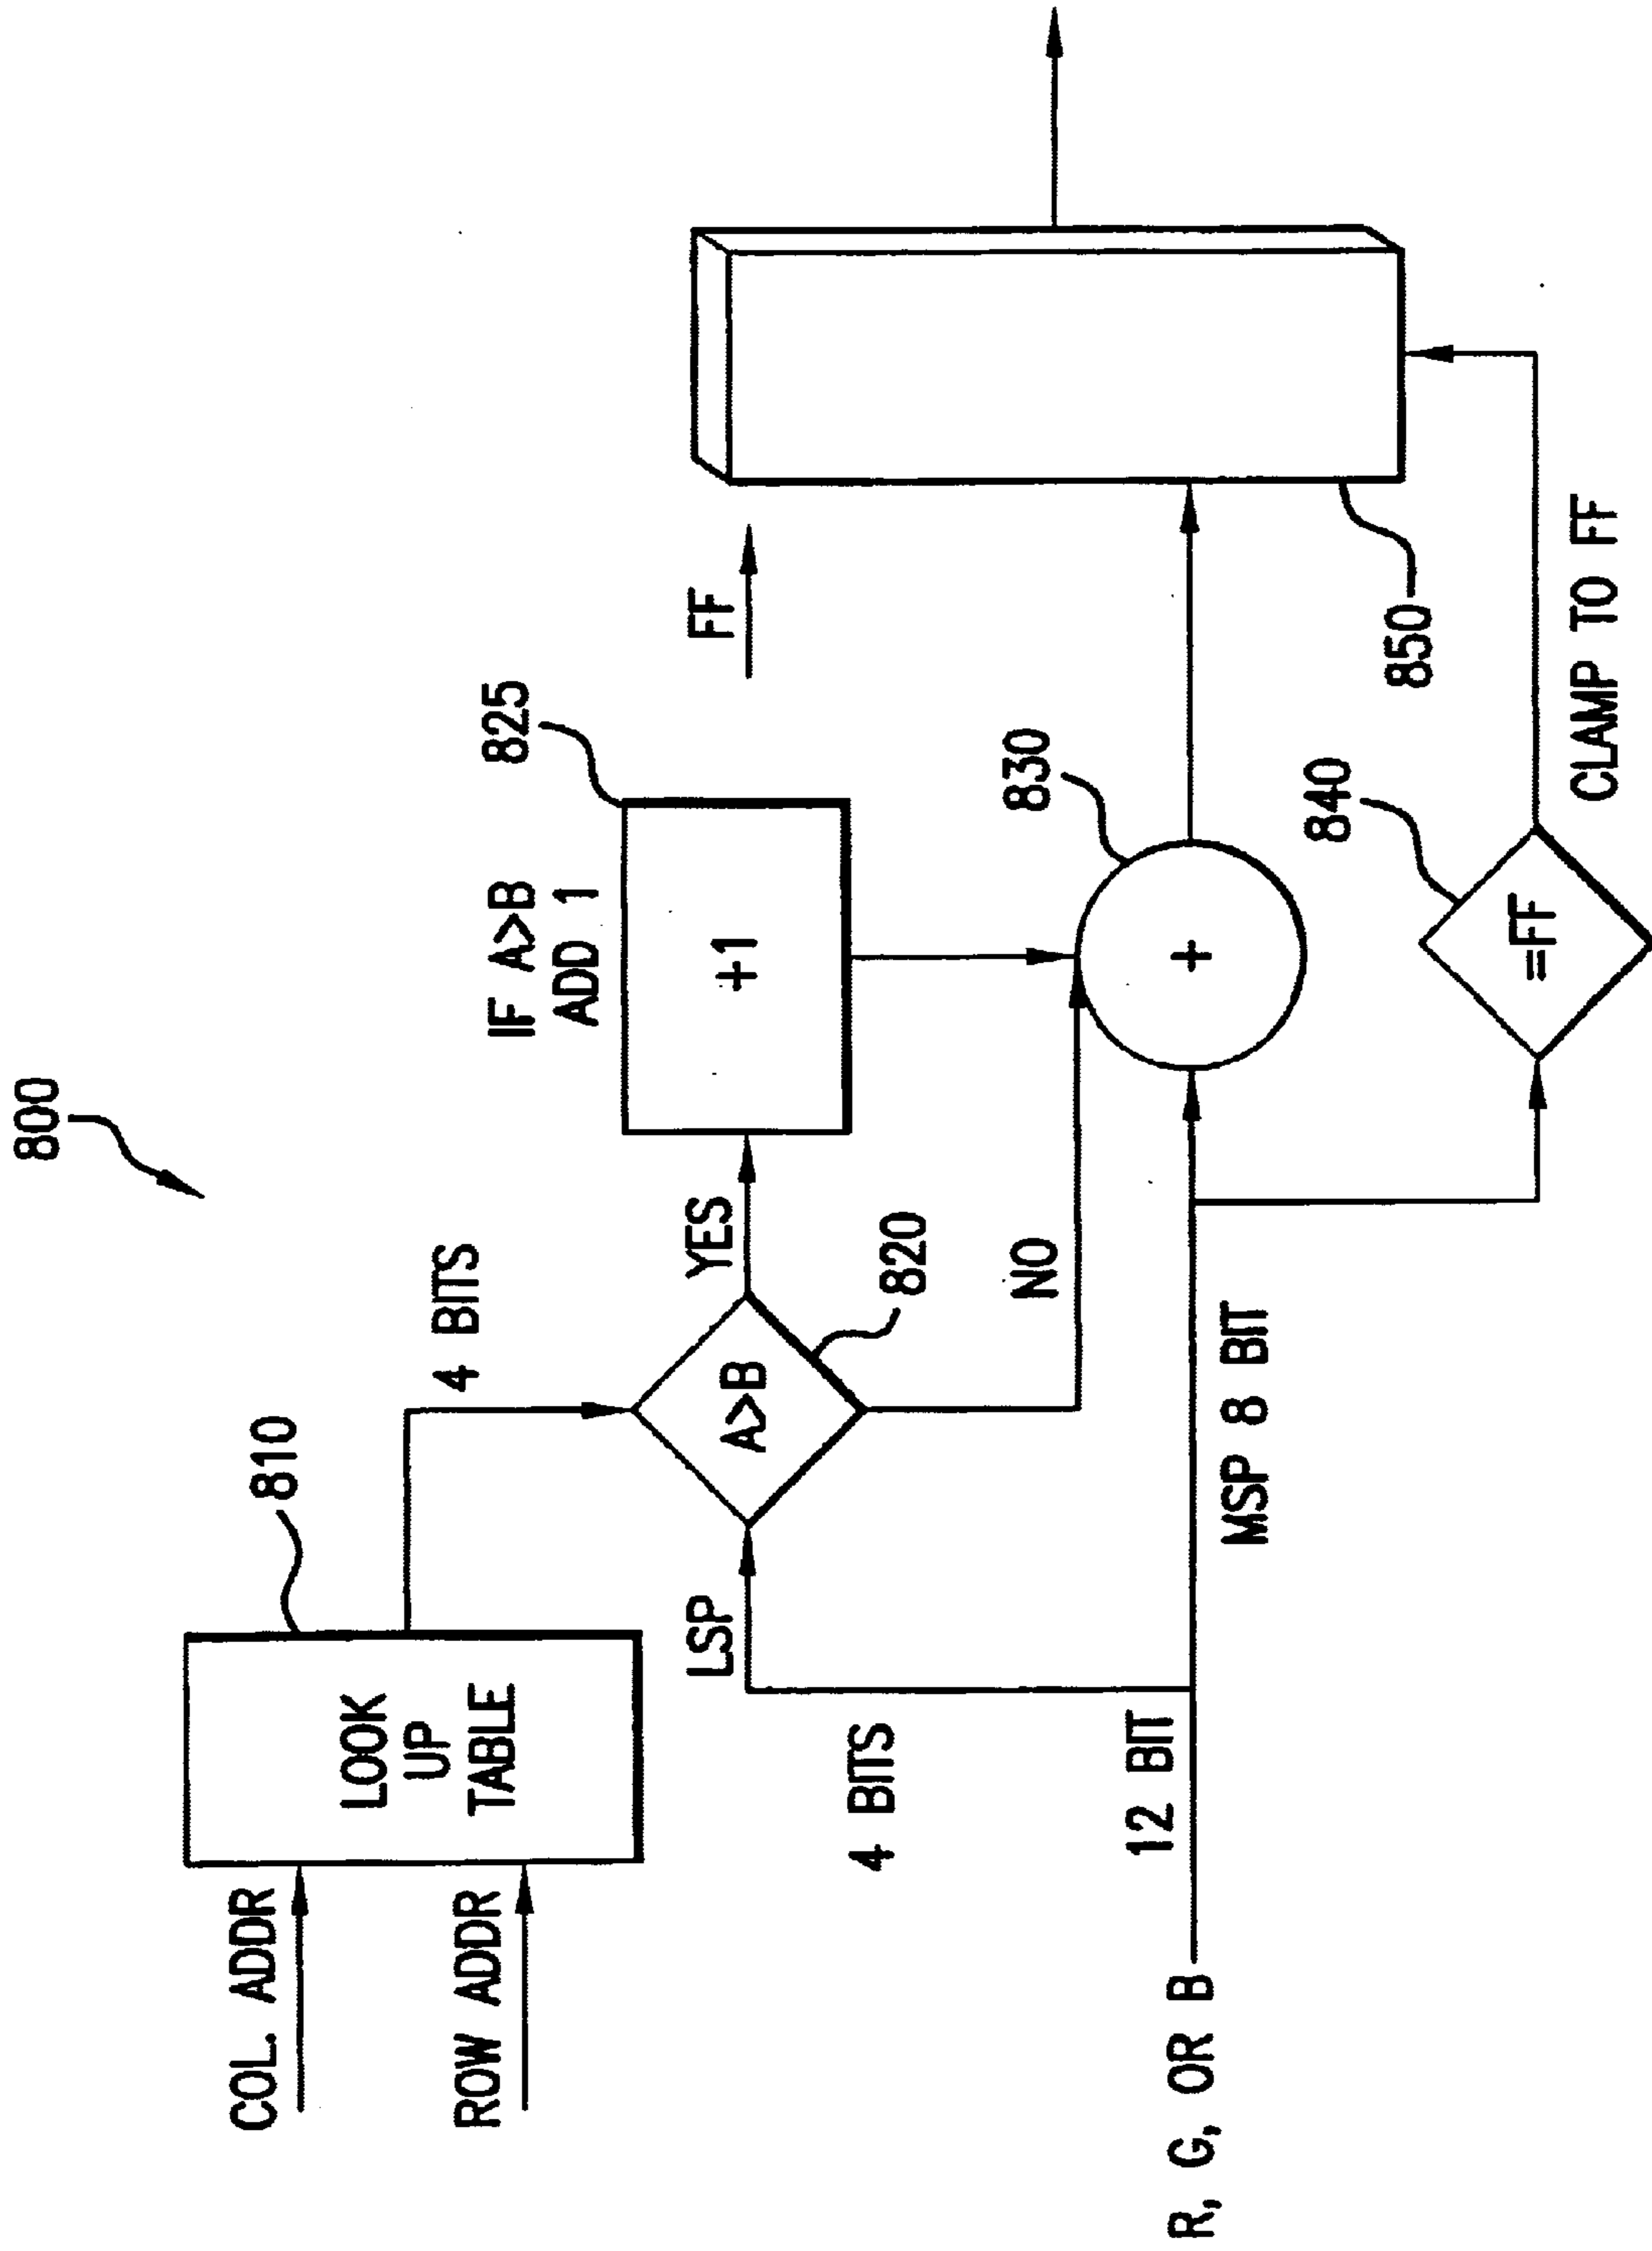 800
COL. ADDR
ROW ADDR
LOOK
UP
TABLE
810
4 BITS
LSP
4 BITS
A>B
820
YES
NO
IF A>B
ADD 1
+1
825
FF
R, G, OR B
12 BIT
MSP 8 BIT
+
830
=FF
840
CLAMP TO FF
850